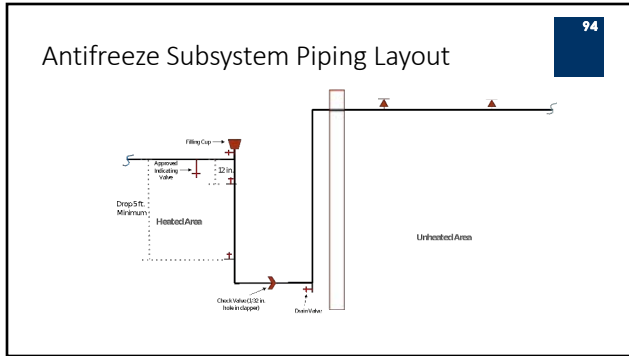 94
Antifreeze Subsystem Piping Layout
Filling Cup
Approved
Indicating
Valve
12 in.
Drop 5 ft.
Minimum
Heated Area
Unheated Area
Check Valve (1/32 in.
hole in clapper)
Drain Valve